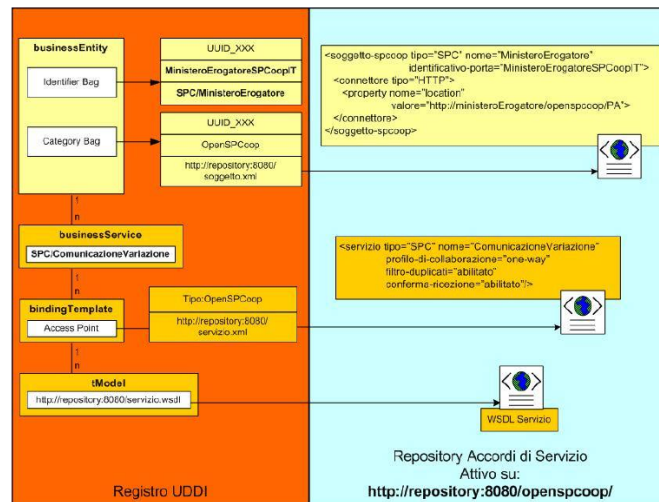 businessEntity
Identifier Bag
Category Bag
UUID_XXX
MinisteroErogatoreSPCoopIT
SPC/MinisteroErogatore
UUID_XXX
OpenSPCoop
http://repository:8080/
soggetto.xml
1
n
businessService
SPC/ComunicazioneVariazione
1
n
bindingTemplate
Access Point
Tipo:OpenSPCoop
http://repository:8080/
servizio.xml
1
n
tModel
http://repository:8080/servizio.wsdl
Registro UDDI
<soggetto-spcoop tipo="SPC" nome="MinisteroErogatore"
identificativo-porta="MinisteroErogatoreSPCoopIT">
<connettore tipo="HTTP">
<property nome="location"
valore="http://ministeroErogatore/openspcoop/PA">
</connettore>
</soggetto-spcoop>
<servizio tipo="SPC" nome="ComunicazioneVariazione"
profilo-di-collaborazione="one-way"
filtro-duplicati="abilitato"
conferma-ricezione="abilitato"/>
WSDL Servizio
Repository Accordi di Servizio
Attivo su:
http://repository:8080/openspcoop/